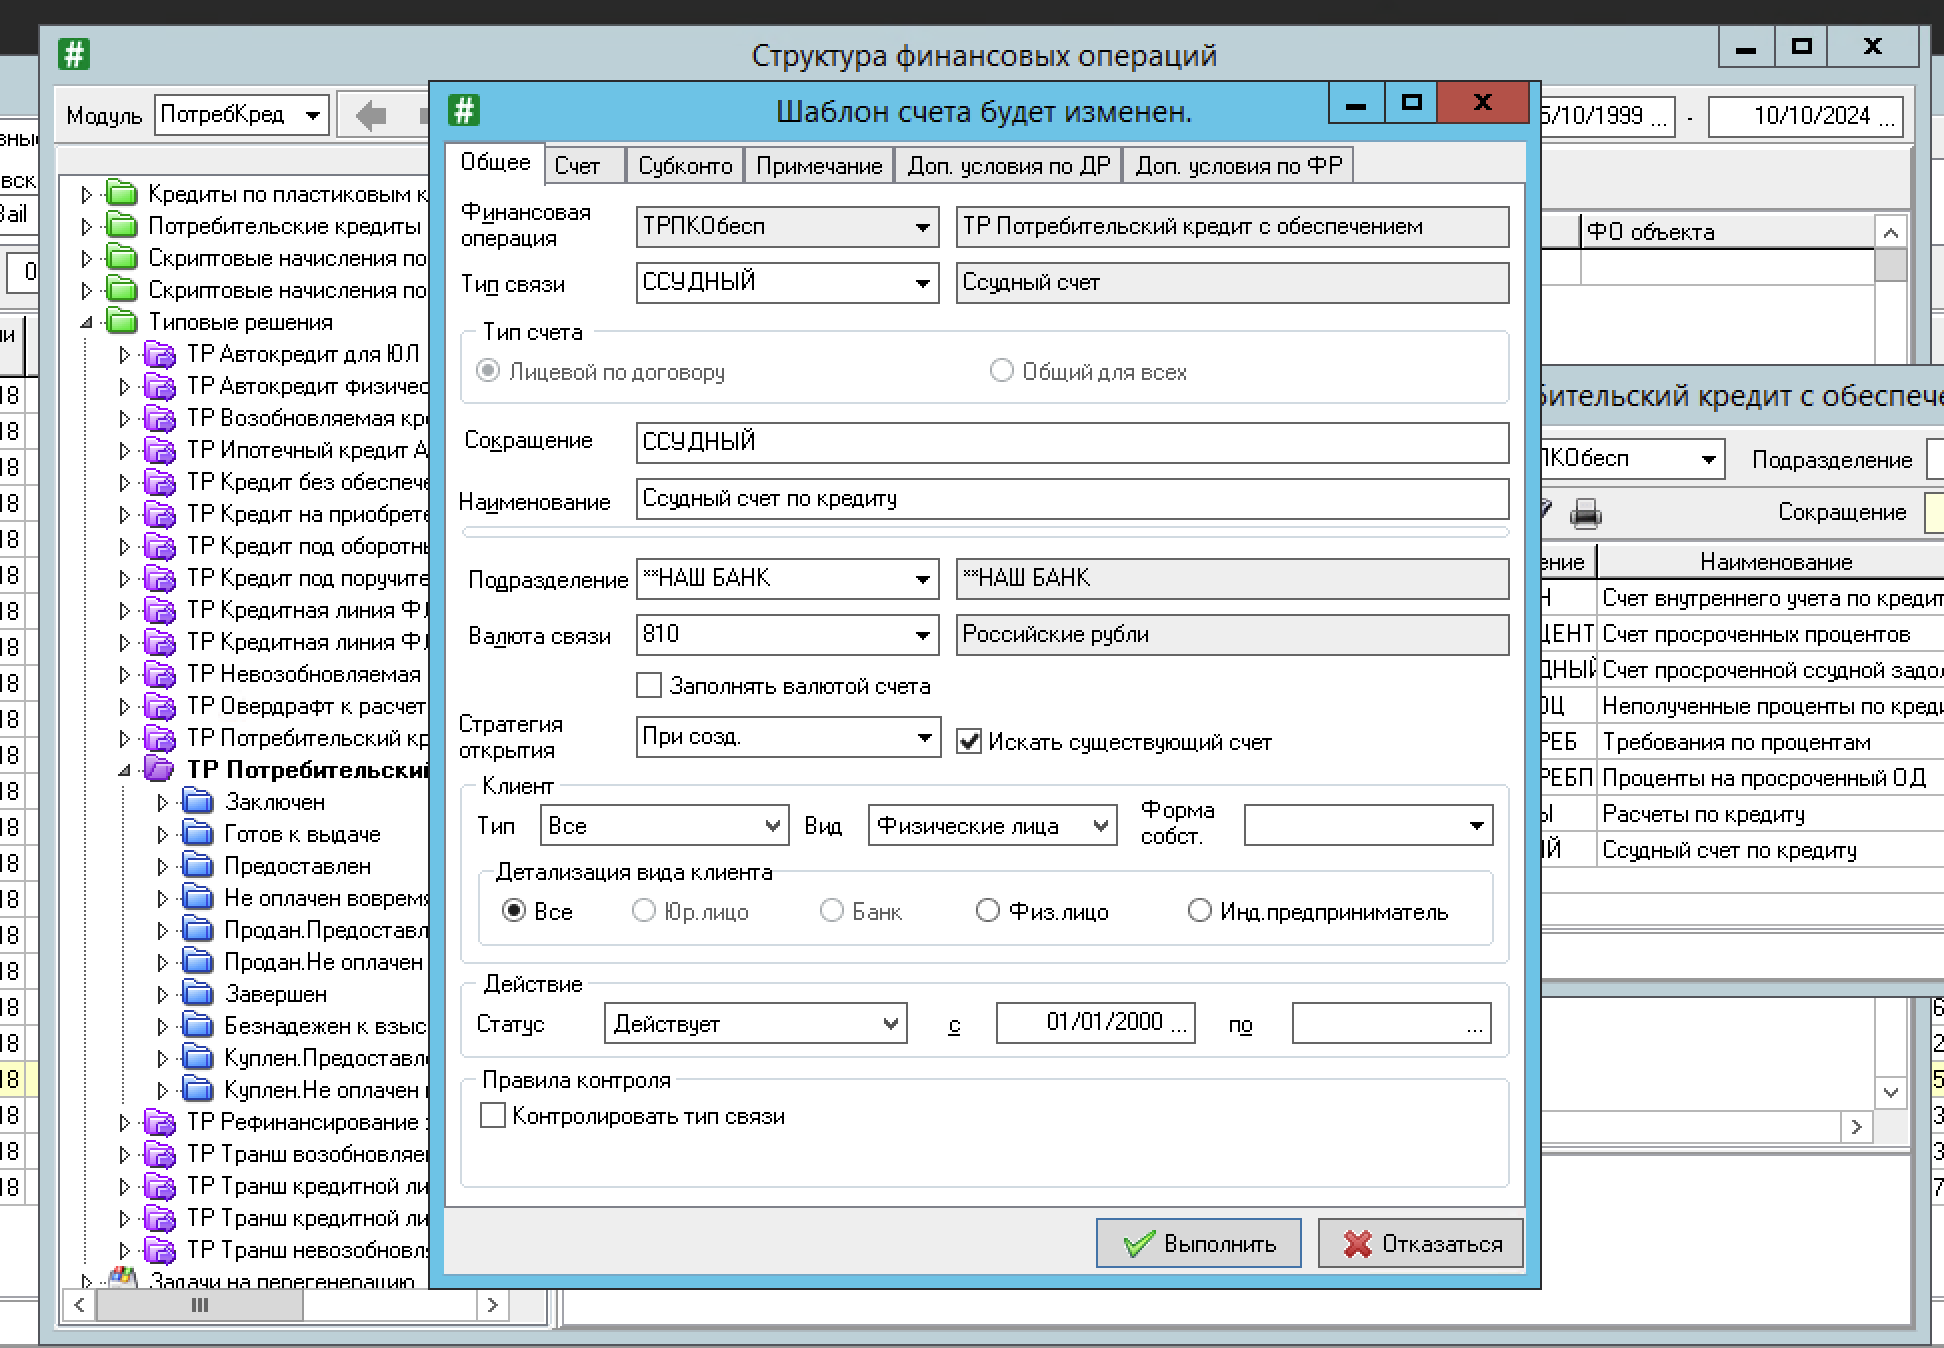 Структура финансовых операций
Модуль ПотребКред
5/10/1999 ... - 10/10/2024 ...
Кредиты по пластиковым к
Потребительские кредиты
Скриптовые начисления по
Скриптовые начисления по
Типовые решения
ТР Автокредит для ЮЛ
ТР Автокредит физичес
ТР Возобновляемая кре
ТР Ипотечный кредит А
ТР Кредит без обеспече
ТР Кредит на приобрете
ТР Кредит под оборотны
ТР Кредит под поручите
ТР Кредитная линия ФЛ
ТР Кредитная линия ФЛ
ТР Невозобновляемая
ТР Овердрафт к расчет
ТР Потребительский кр
ТР Потребительский
Заключен
Готов к выдаче
Предоставлен
Не оплачен вовремя
Продан.Предоставл
Продан.Не оплачен
Завершен
Безнадежен к взыс
Куплен.Предоставл
Куплен.Не оплачен
ТР Рефинансирование
ТР Транш возобновляе
ТР Транш кредитной ли
ТР Транш кредитной ли
ТР Транш невозобновл
Задачи на перегенерацию
Шаблон счета будет изменен.
Общее Счет Субконто Примечание Доп. условия по ДР Доп. условия по ФР
Финансовая операция ТРПКОбесп ТР Потребительский кредит с обеспечением
Тип связи ССУДНЫЙ Ссудный счет
Тип счета
Лицевой по договору Общий для всех
Сокращение ССУДНЫЙ
Наименование Ссудный счет по кредиту
Подразделение **НАШ БАНК **НАШ БАНК
Валюта связи 810 Российские рубли
Заполнять валютой счета
Стратегия открытия При созд. Искать существующий счет
Клиент
Тип Все Вид Физические лица Форма собст.
Детализация вида клиента
Все Юр.лицо Банк Физ.лицо Инд.предприниматель
Действие
Статус Действует с 01/01/2000 ... по ...
Правила контроля
Контролировать тип связи
Выполнить Отказаться
ФО объекта
бительский кредит с обеспече
ПКОбесп Подразделение
Сокращение
ение Наименование
Н Счет внутреннего учета по кредит
ЦЕНТ Счет просроченных процентов
ДНЫЙ Счет просроченной ссудной задол
ОЦ Неполученные проценты по креди
РЕБ Требования по процентам
РЕБП Проценты на просроченный ОД
Ы Расчеты по кредиту
ЫЙ Ссудный счет по кредиту